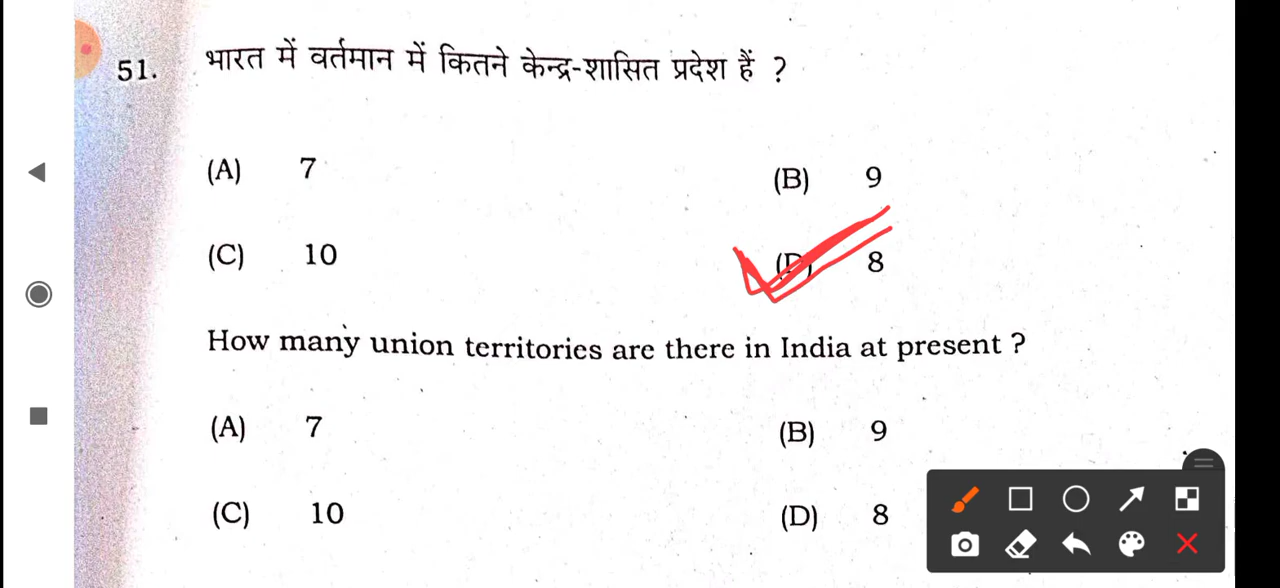 51. भारत में वर्तमान में कितने केन्द्र-शासित प्रदेश हैं ?
(A) 7 (B) 9
(C) 10 (D) 8
How many union territories are there in India at present ?
(A) 7 (B) 9
(C) 10 (D) 8